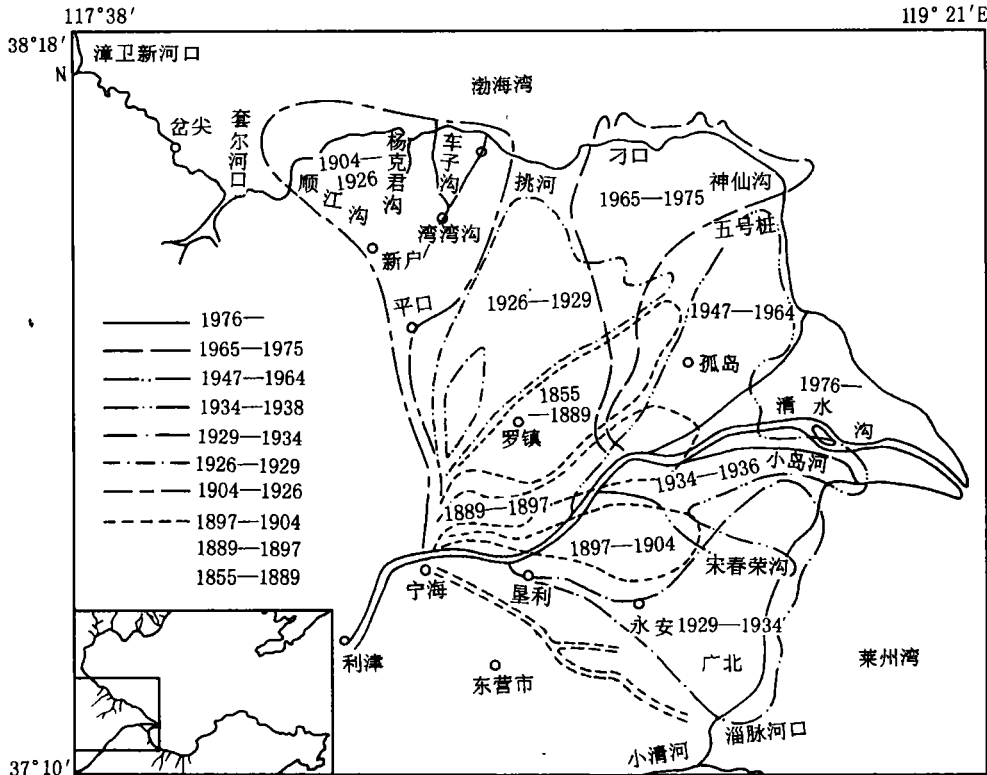 117°38′
119°21′E
38°18′
N
漳卫新河口
渤海湾
岔尖
套尔河口
1904—
1926
顺江沟
杨克君沟
车子沟
挑河
刁口
神仙沟
1965—1975
湾湾沟
五号桩
新户
平口
1926—1929
1947—1964
孤岛
1976—
清水沟
1855
—1889
罗镇
小岛河
1934—1936
1889—1897
1897—1904
宋春荣沟
宁海
垦利
永安
1929—1934
利津
东营市
广北
莱州湾
淄脉河口
小清河
37°10′
1976—
1965—1975
1947—1964
1934—1938
1929—1934
1926—1929
1904—1926
1897—1904
1889—1897
1855—1889